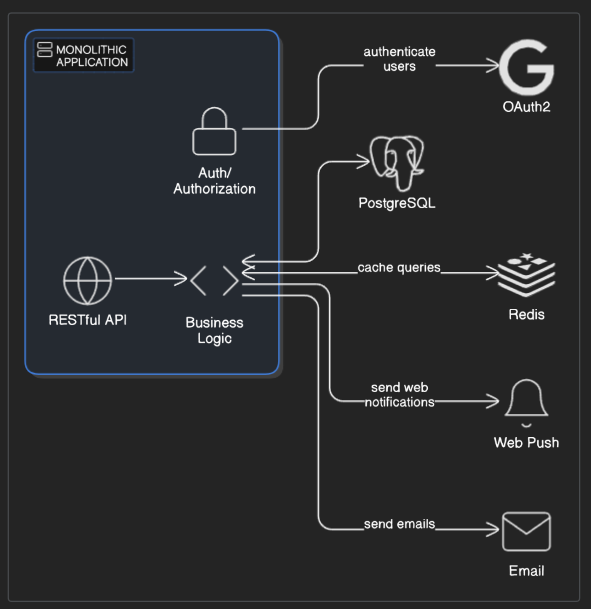 MONOLITHIC
APPLICATION
authenticate
users
OAuth2
Auth/
Authorization
PostgreSQL
cache queries
RESTful API
Business
Logic
Redis
send web
notifications
Web Push
send emails
Email